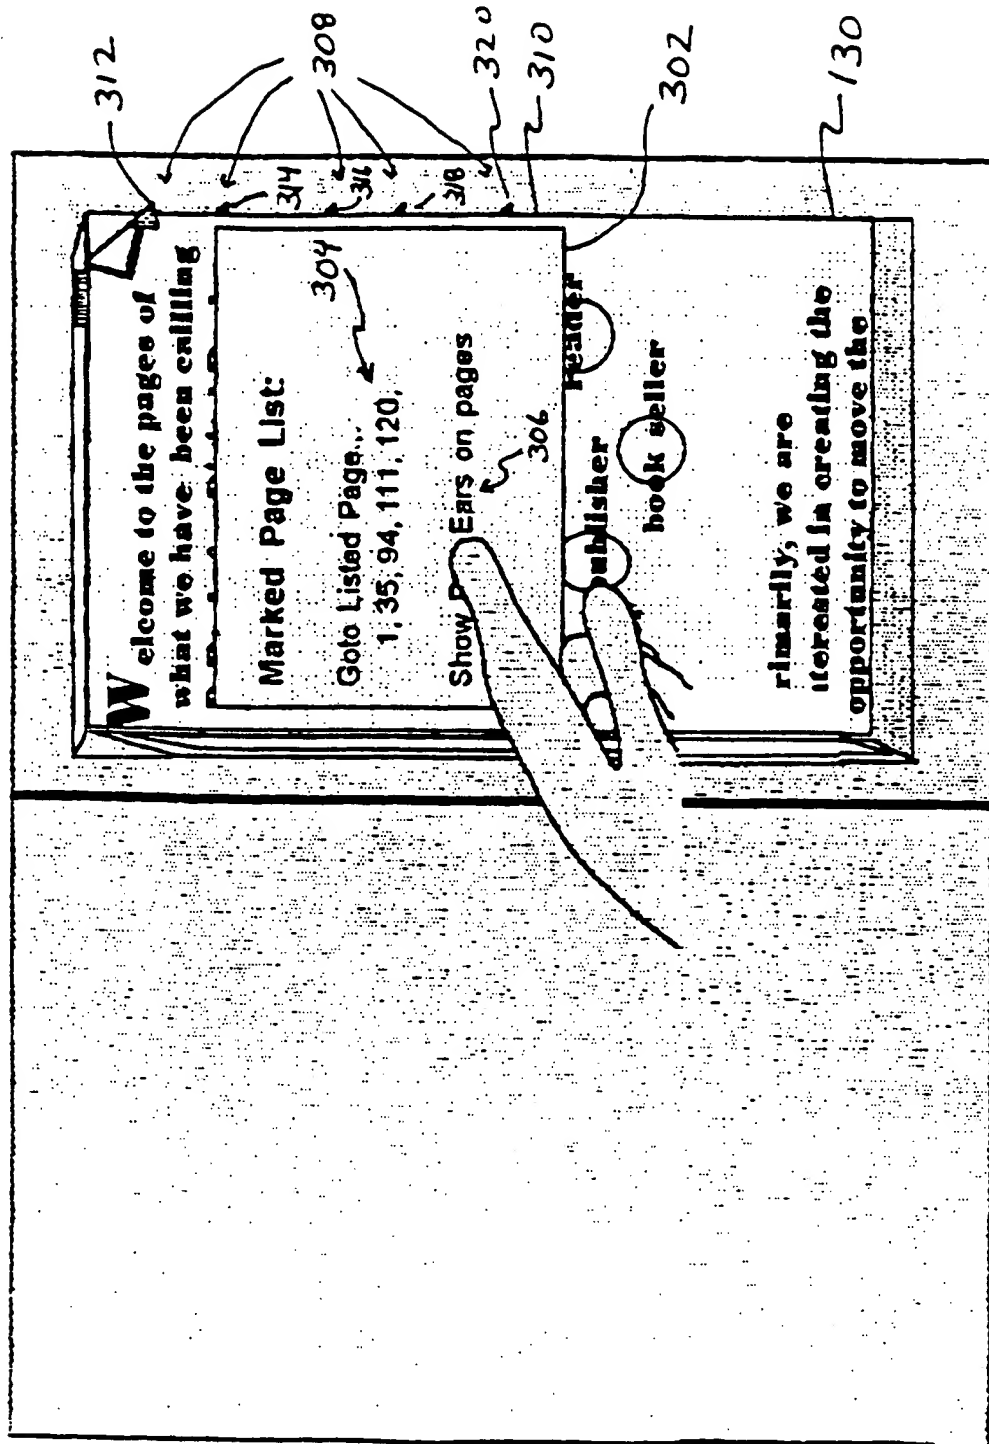 Welcome to the pages of
what we have been calling
Marked Page List:
Goto Listed Page...
1, 35, 94, 111, 120,
Show P Ears on pages
ublisher
reader
book seller
rimarily, we are
iterested in creating the
opportunity to move the
304
306
312
308
314
316
318
320
310
302
130